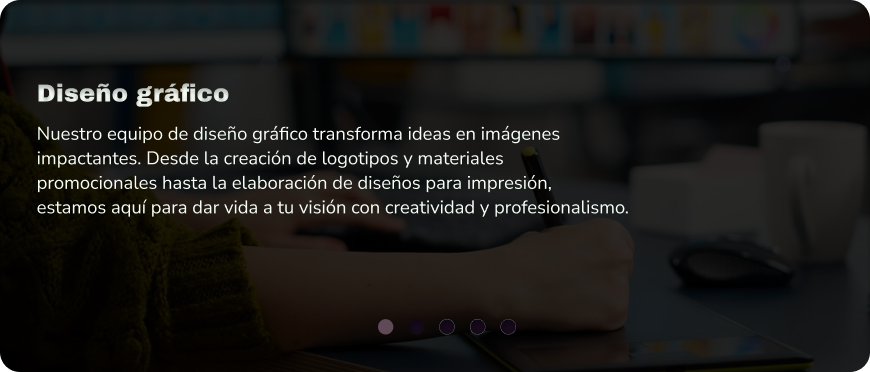 Diseño gráfico
Nuestro equipo de diseño gráfico transforma ideas en imágenes
impactantes. Desde la creación de logotipos y materiales
promocionales hasta la elaboración de diseños para impresión,
estamos aquí para dar vida a tu visión con creatividad y profesionalismo.